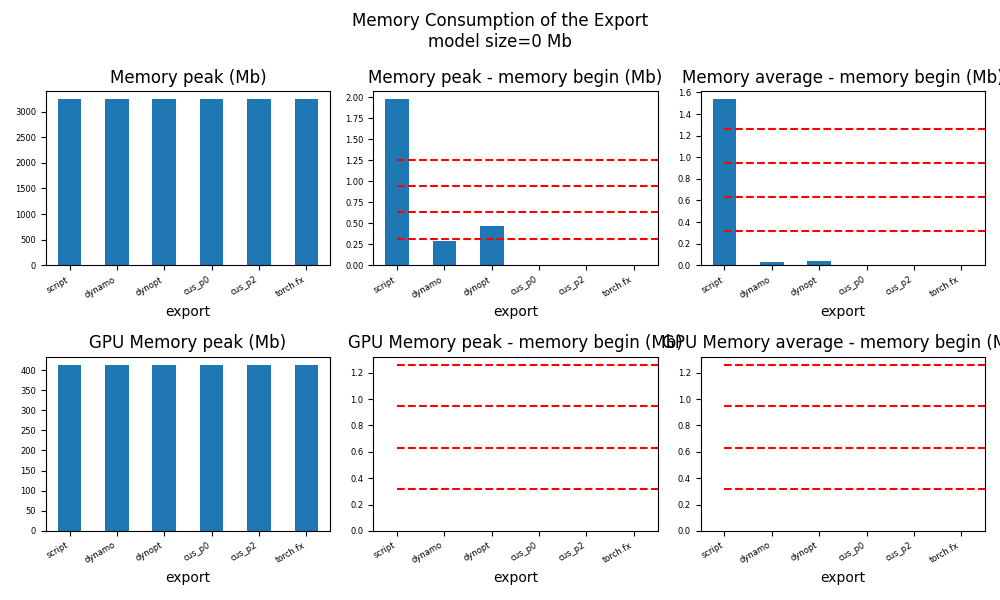 Memory Consumption of the Export
model size=0 Mb
Memory peak (Mb)
3000
2500
2000
1500
1000
500
0
script
dynamo
dynopt
cus_p0
cus_p2
torch.fx
export
Memory peak - memory begin (Mb)
2.00
1.75
1.50
1.25
1.00
0.75
0.50
0.25
0.00
script
dynamo
dynopt
cus_p0
cus_p2
torch.fx
export
Memory average - memory begin (Mb)
1.6
1.4
1.2
1.0
0.8
0.6
0.4
0.2
0.0
script
dynamo
dynopt
cus_p0
cus_p2
torch.fx
export
GPU Memory peak (Mb)
400
350
300
250
200
150
100
50
0
script
dynamo
dynopt
cus_p0
cus_p2
torch.fx
export
GPU Memory peak - memory begin (Mb)
1.2
1.0
0.8
0.6
0.4
0.2
0.0
script
dynamo
dynopt
cus_p0
cus_p2
torch.fx
export
GPU Memory average - memory begin (M
1.2
1.0
0.8
0.6
0.4
0.2
0.0
script
dynamo
dynopt
cus_p0
cus_p2
torch.fx
export